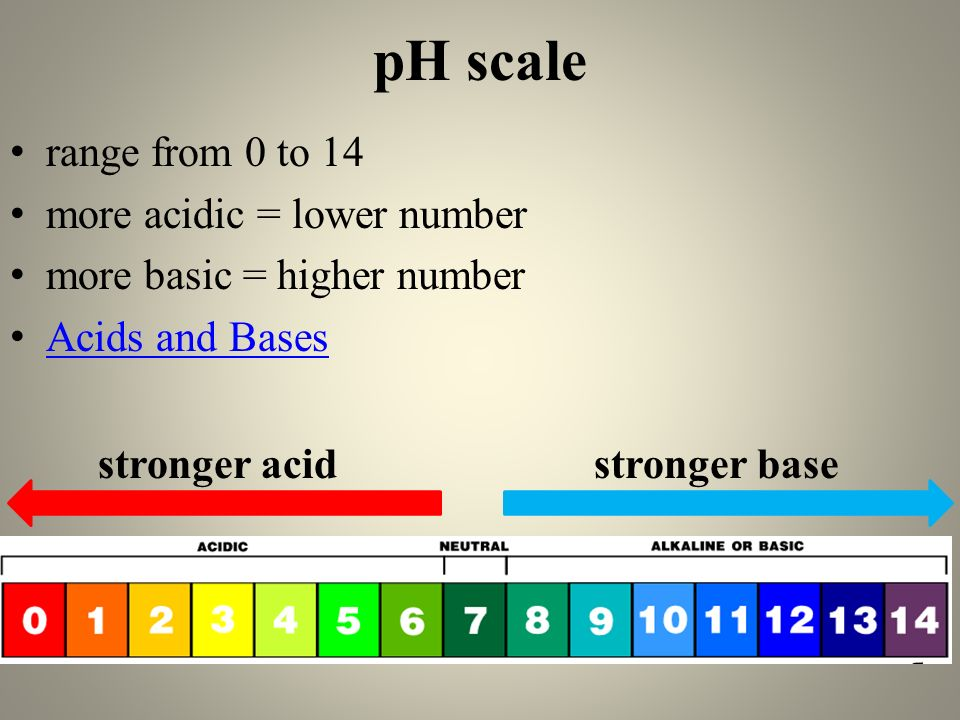 pH scale
• range from 0 to 14
• more acidic = lower number
• more basic = higher number
• Acids and Bases
stronger acid stronger base
ACIDIC NEUTRAL ALKALINE OR BASIC
0 1 2 3 4 5 6 7 8 9 10 11 12 13 14